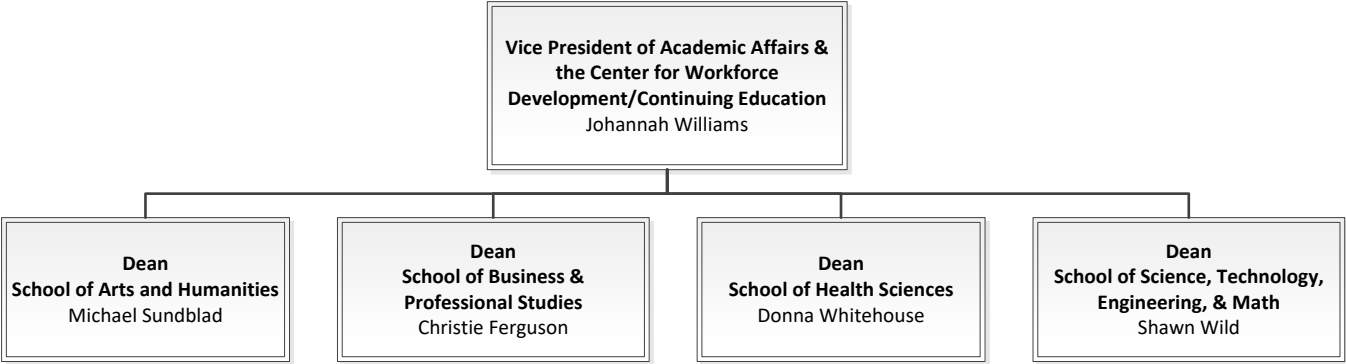 Vice President of Academic Affairs &
the Center for Workforce
Development/Continuing Education
Johannah Williams
Dean
School of Arts and Humanities
Michael Sundblad
Dean
School of Business &
Professional Studies
Christie Ferguson
Dean
School of Health Sciences
Donna Whitehouse
Dean
School of Science, Technology,
Engineering, & Math
Shawn Wild